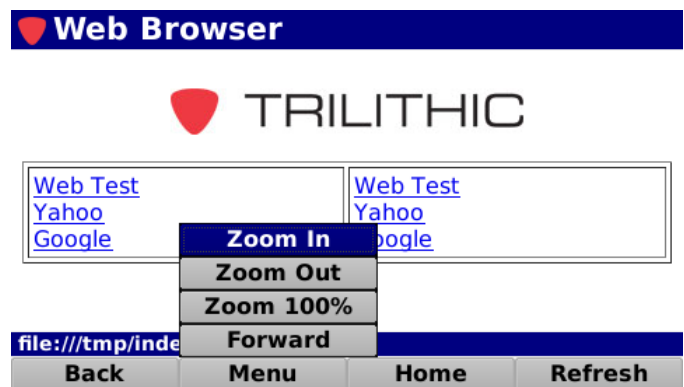 Web Browser
TRILITHIC
Web Test
Yahoo
Google
Web Test
Yahoo
oogle
Zoom In
Zoom Out
Zoom 100%
Forward
file:///tmp/inde
Back Menu Home Refresh